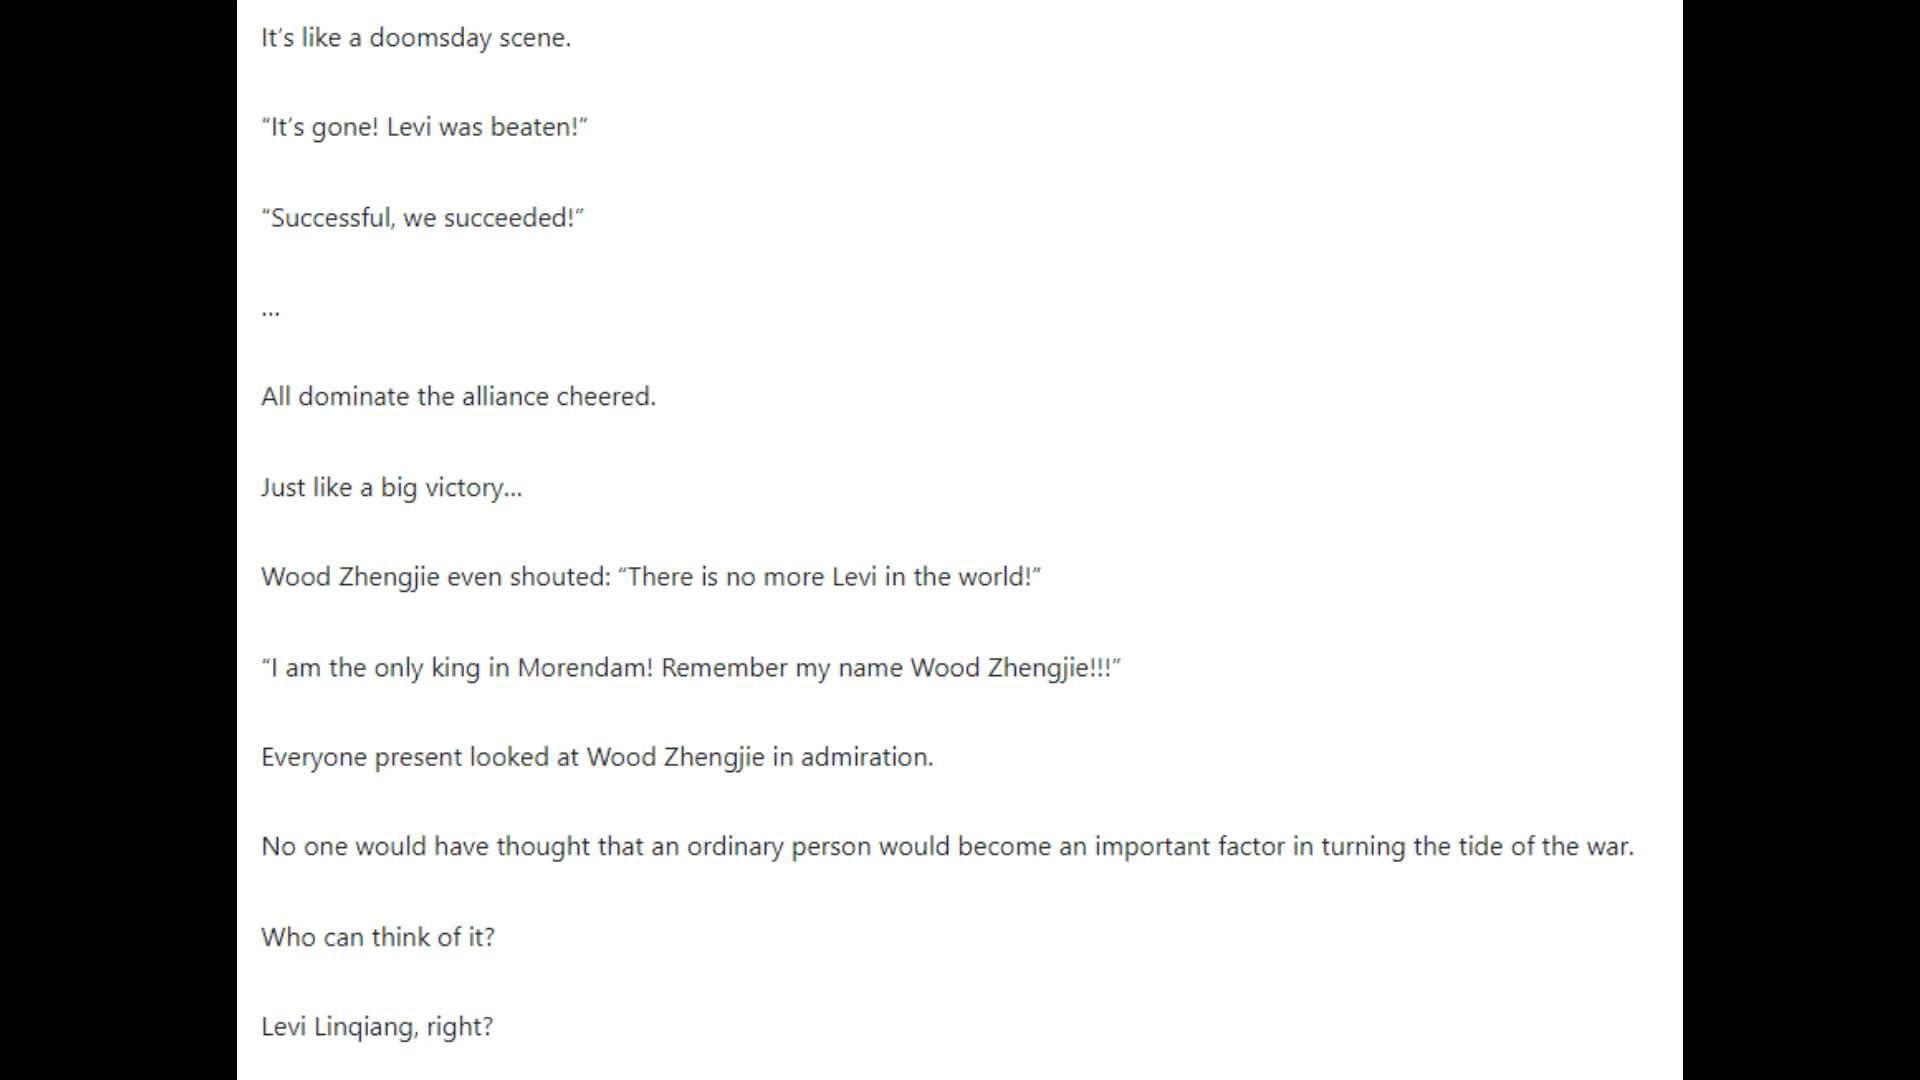 It’s like a doomsday scene.
“It’s gone! Levi was beaten!”
“Successful, we succeeded!”
...
All dominate the alliance cheered.
Just like a big victory...
Wood Zhengjie even shouted: “There is no more Levi in the world!”
“I am the only king in Morendam! Remember my name Wood Zhengjie!!!”
Everyone present looked at Wood Zhengjie in admiration.
No one would have thought that an ordinary person would become an important factor in turning the tide of the war.
Who can think of it?
Levi Linqiang, right?